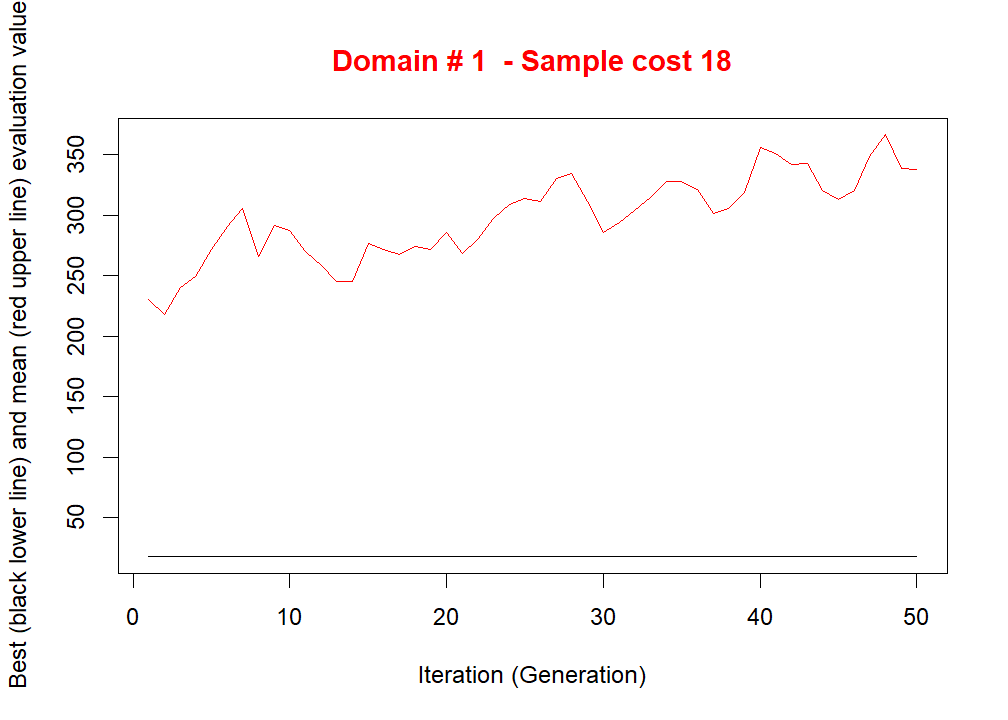 Domain # 1  - Sample cost 18
Best (black lower line) and mean (red upper line) evaluation value
350
300
250
200
150
100
50
0 10 20 30 40 50
Iteration (Generation)